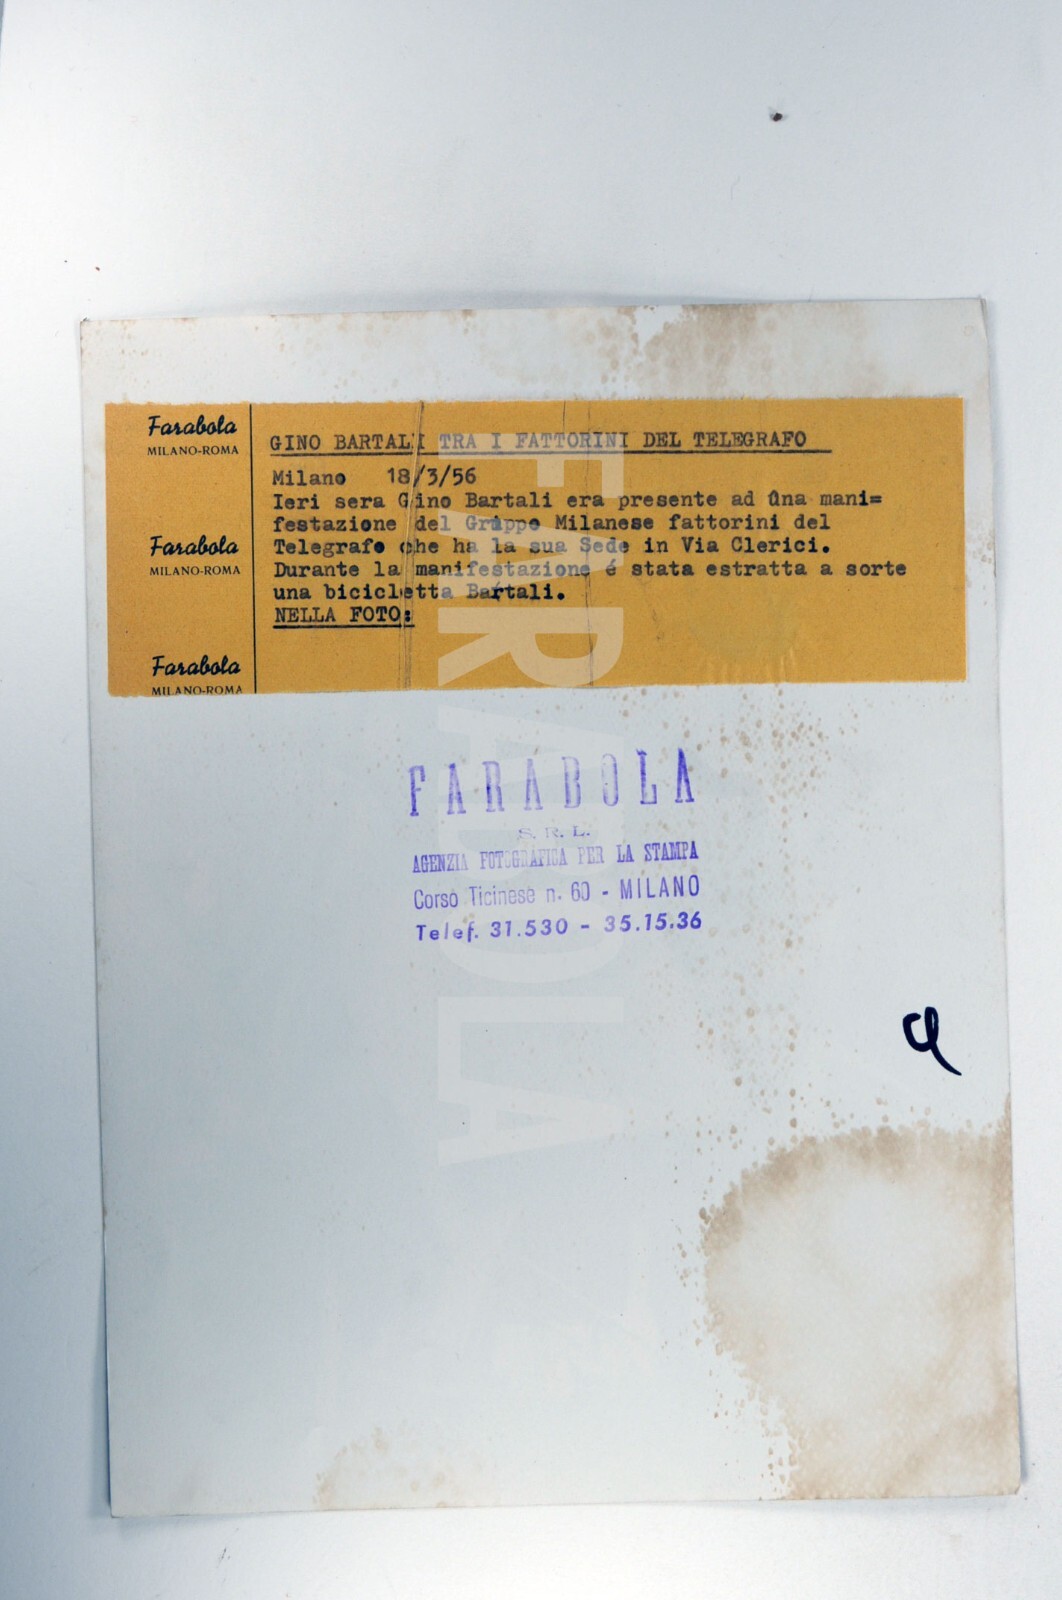 Farabola
MILANO-ROMA
Farabola
MILANO-ROMA
Farabola
MILANO-ROMA
GINO BARTALI TRA I FATTORINI DEL TELEGRAFO
Milano 18/3/56
Ieri sera Gino Bartali era presente ad una mani=
festazione del Gruppo Milanese fattorini del
Telegrafo che ha la sua Sede in Via Clerici.
Durante la manifestazione é stata estratta a sorte
una bicicletta Bartali.
NELLA FOTO:
FARABOLA
S. R. L.
AGENZIA FOTOGRAFICA PER LA STAMPA
Corso Ticinese n. 60 - MILANO
Telef. 31.530 - 35.15.36
FARABOLA